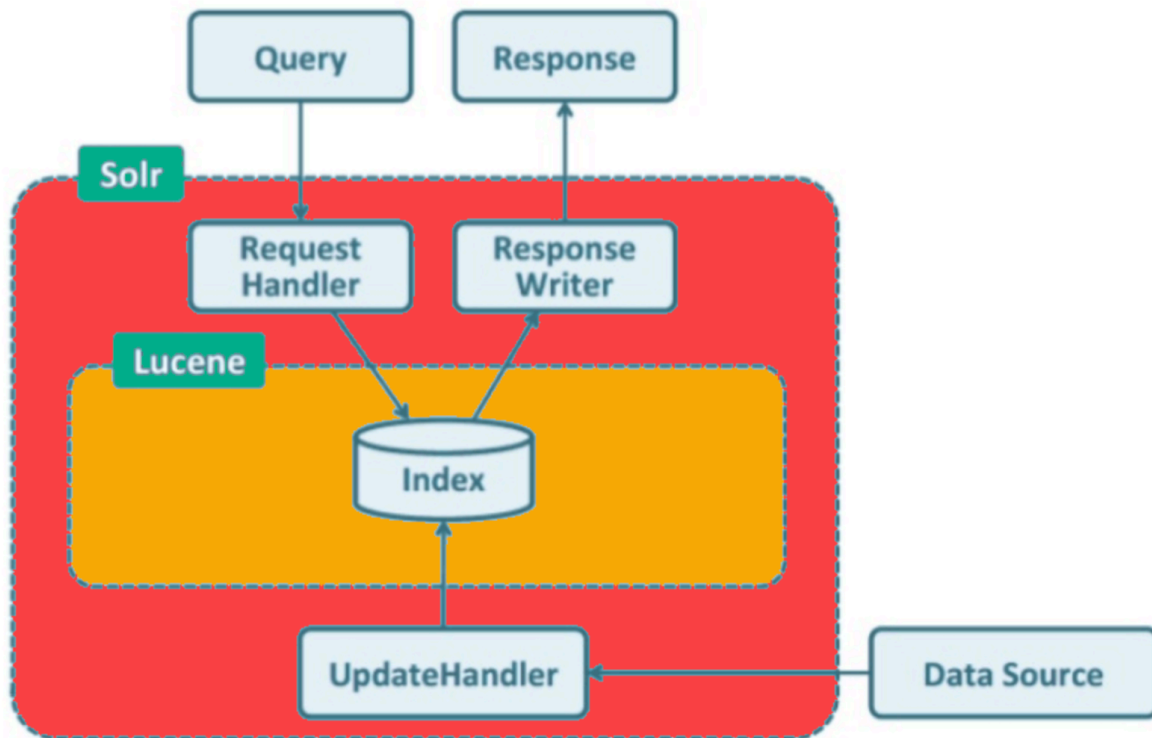 Query
Response
Solr
Request
Handler
Response
Writer
Lucene
Index
UpdateHandler
Data Source